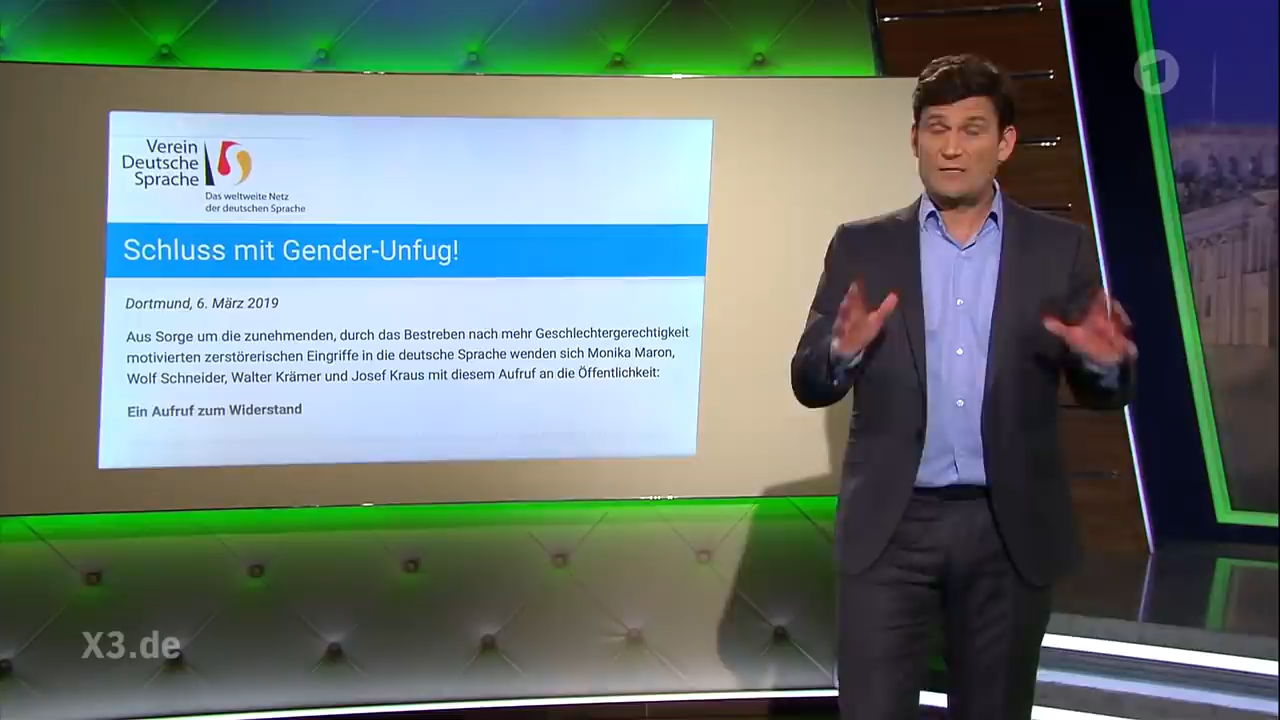 Verein
Deutsche
Sprache
Das weltweite Netz
der deutschen Sprache
Schluss mit Gender-Unfug!
Dortmund, 6. März 2019
Aus Sorge um die zunehmenden, durch das Bestreben nach mehr Geschlechtergerechtigkeit
motivierten zerstörerischen Eingriffe in die deutsche Sprache wenden sich Monika Maron,
Wolf Schneider, Walter Krämer und Josef Kraus mit diesem Aufruf an die Öffentlichkeit:
Ein Aufruf zum Widerstand
1
X3.de